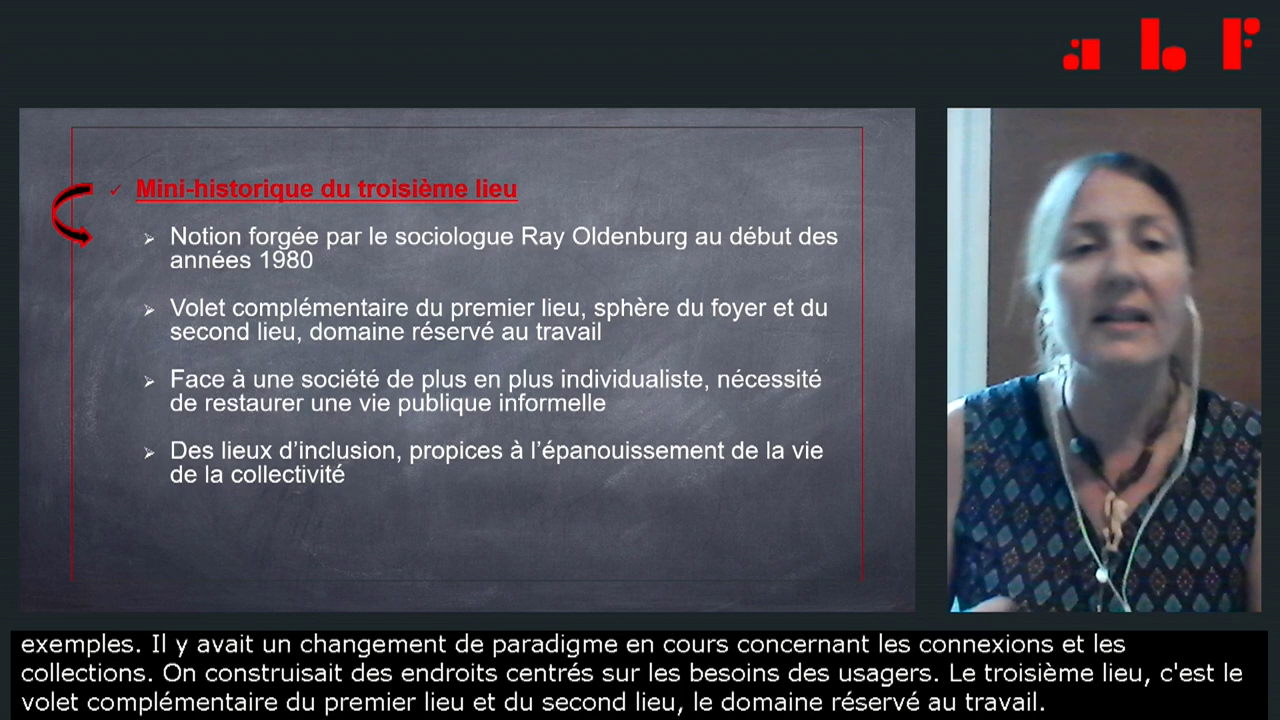 abf
Mini-historique du troisième lieu
Notion forgée par le sociologue Ray Oldenburg au début des
années 1980
Volet complémentaire du premier lieu, sphère du foyer et du
second lieu, domaine réservé au travail
Face à une société de plus en plus individualiste, nécessité
de restaurer une vie publique informelle
Des lieux d’inclusion, propices à l’épanouissement de la vie
de la collectivité
exemples. Il y avait un changement de paradigme en cours concernant les connexions et les
collections. On construisait des endroits centrés sur les besoins des usagers. Le troisième lieu, c'est le
volet complémentaire du premier lieu et du second lieu, le domaine réservé au travail.